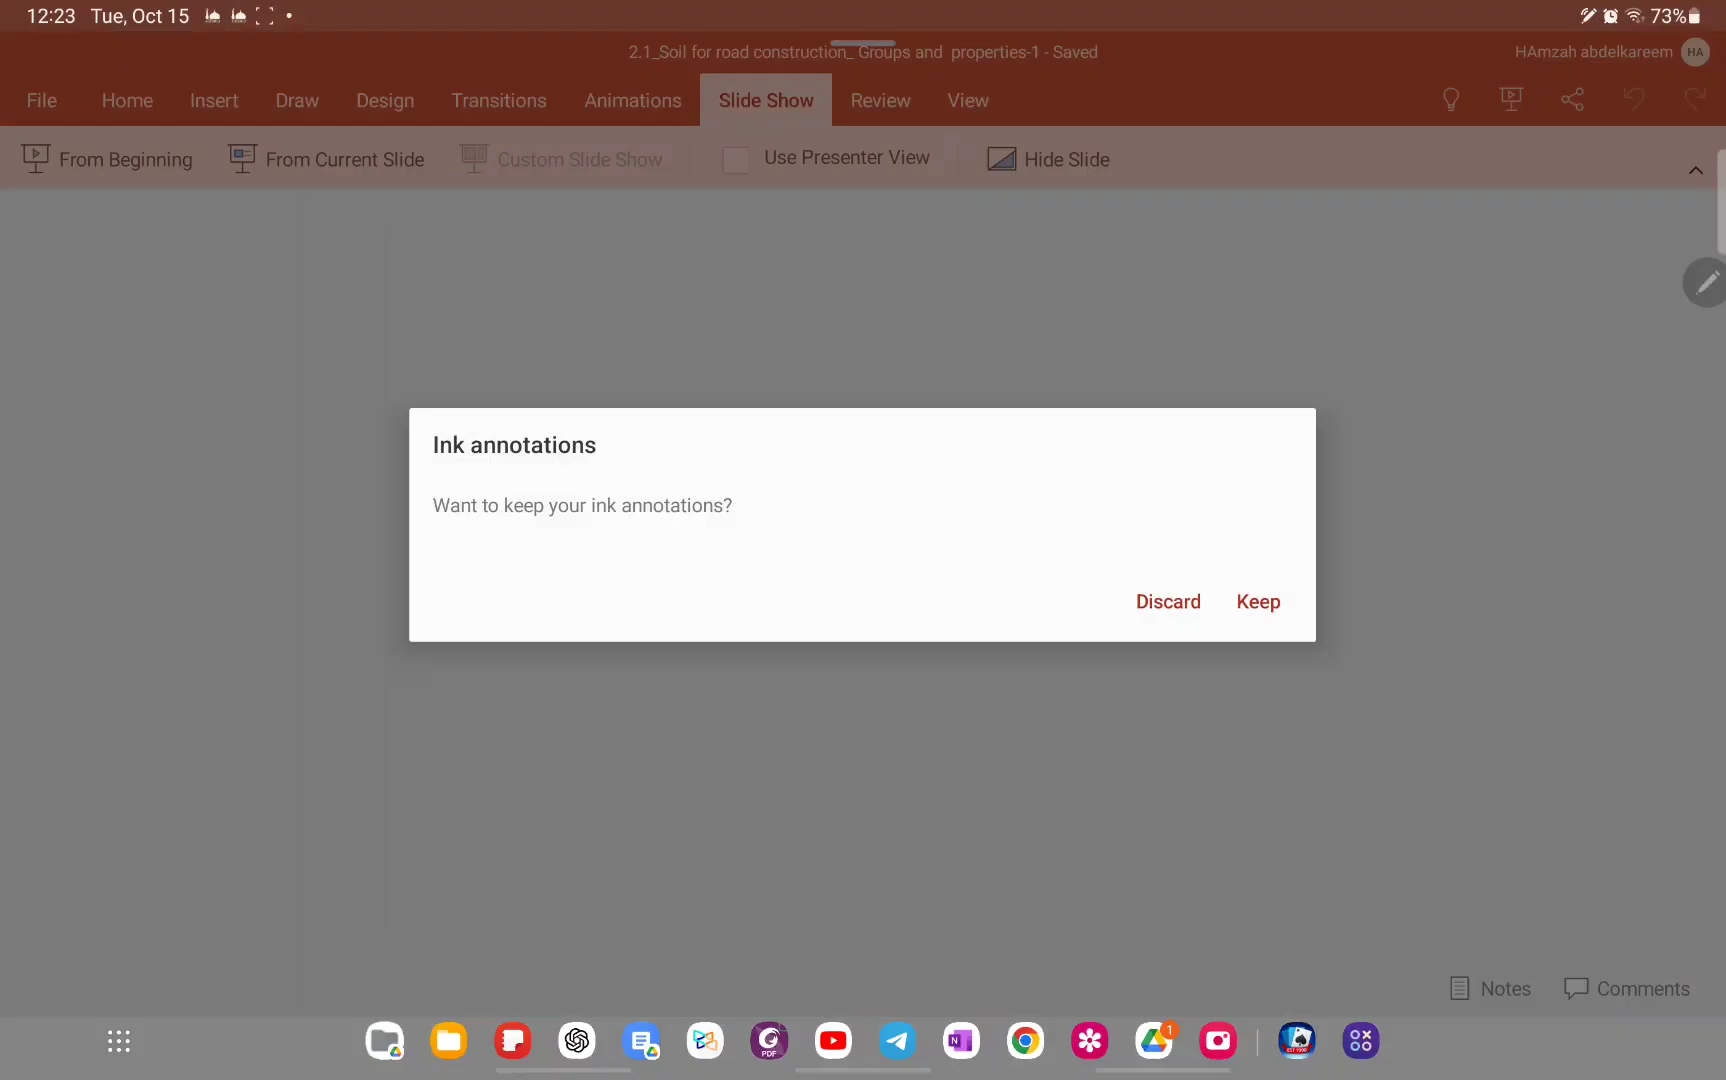 12:23 Tue, Oct 15 73%
2.1_Soil for road construction_ Groups and properties-1 - Saved
HAmzah abdelkareem HA
File Home Insert Draw Design Transitions Animations Slide Show Review View
From Beginning From Current Slide Custom Slide Show Use Presenter View Hide Slide
Ink annotations
Want to keep your ink annotations?
Discard Keep
Notes Comments
PDF
N
1